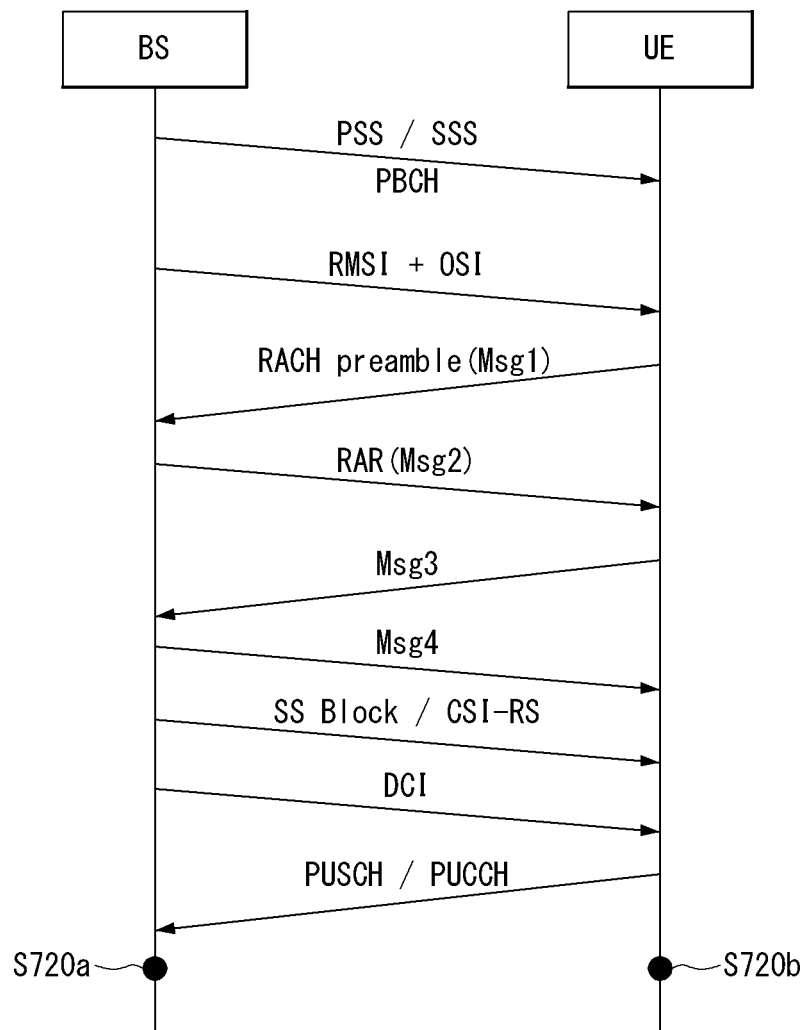 BS
UE
PSS / SSS
PBCH
RMSI + OSI
RACH preamble(Msg1)
RAR(Msg2)
Msg3
Msg4
SS Block / CSI-RS
DCI
PUSCH / PUCCH
S720a
S720b